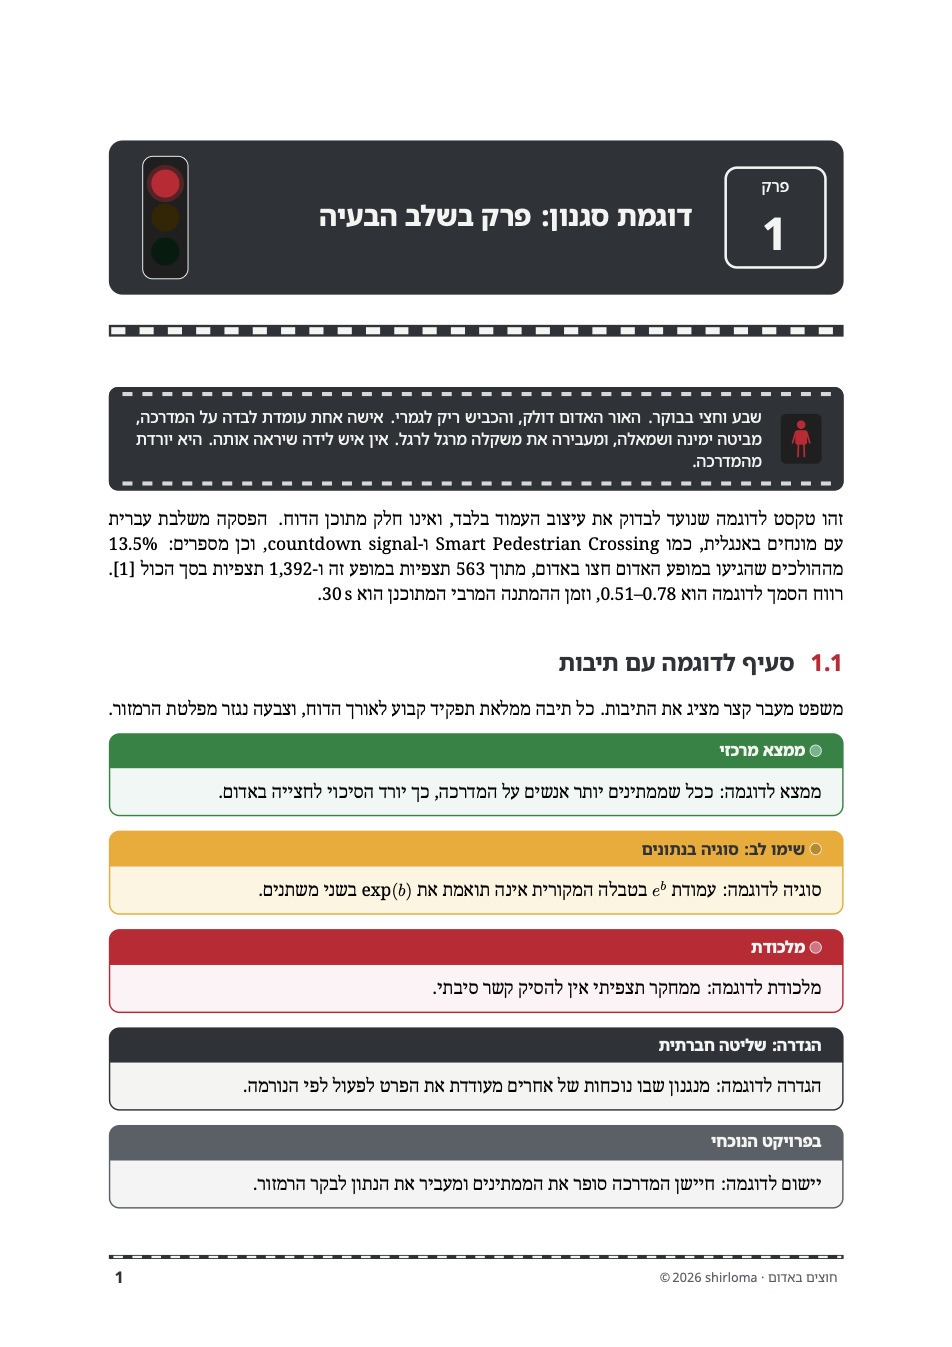 פרק
1
דוגמת סגנון: פרק בשלב הבעיה
שבע וחצי בבוקר. האור האדום דולק, והכביש ריק לגמרי. אישה אחת עומדת לבדה על המדרכה,
מביטה ימינה ושמאלה, ומעבירה את משקלה מרגל לרגל. אין איש לידה שיראה אותה. היא יורדת
מהמדרכה.
זהו טקסט לדוגמה שנועד לבדוק את עיצוב העמוד בלבד, ואינו חלק מתוכן הדוח. הפסקה משלבת עברית
עם מונחים באנגלית, כמו Smart Pedestrian Crossing ו-countdown signal, וכן מספרים: 13.5%
מההולכים שהגיעו במופע האדום חצו באדום, מתוך 563 תצפיות במופע זה ו-1,392 תצפיות בסך הכול [1].
רווח הסמך לדוגמה הוא 0.51–0.78, וזמן ההמתנה המרבי המתוכנן הוא 30 s.
1.1 סעיף לדוגמה עם תיבות
משפט מעבר קצר מציג את התיבות. כל תיבה ממלאת תפקיד קבוע לאורך הדוח, וצבעה נגזר מפלטת הרמזור.
ממצא מרכזי
ממצא לדוגמה: ככל שממתינים יותר אנשים על המדרכה, כך יורד הסיכוי לחצייה באדום.
שימו לב: סוגיה בנתונים
סוגיה לדוגמה: עמודת e^b בטבלה המקורית אינה תואמת את exp(b) בשני משתנים.
מלכודת
מלכודת לדוגמה: ממחקר תצפיתי אין להסיק קשר סיבתי.
הגדרה: שליטה חברתית
הגדרה לדוגמה: מנגנון שבו נוכחות של אחרים מעודדת את הפרט לפעול לפי הנורמה.
בפרויקט הנוכחי
יישום לדוגמה: חיישן המדרכה סופר את הממתינים ומעביר את הנתון לבקר הרמזור.
חוצים באדום · © 2026 shirloma
1